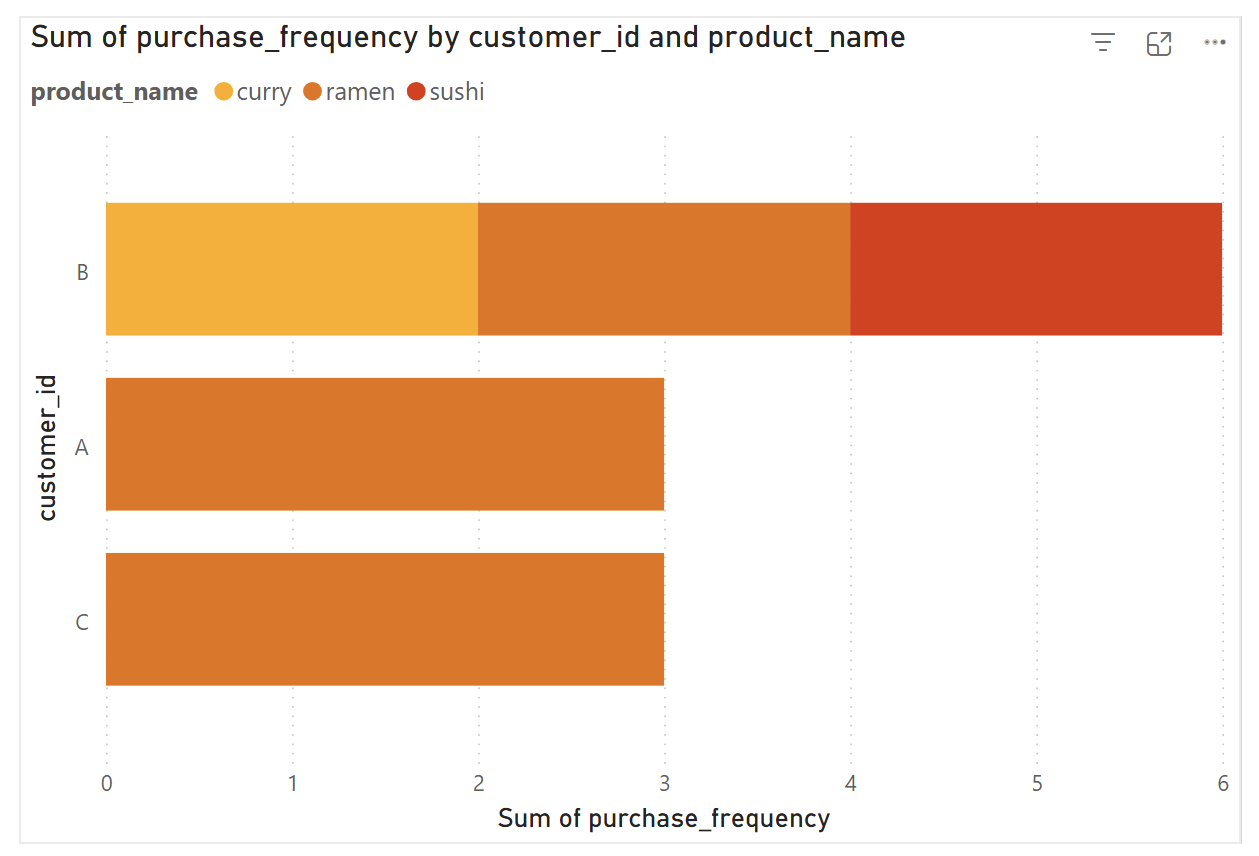 Sum of purchase_frequency by customer_id and product_name
product_name curry ramen sushi
B
A
C
customer_id
0 1 2 3 4 5 6
Sum of purchase_frequency